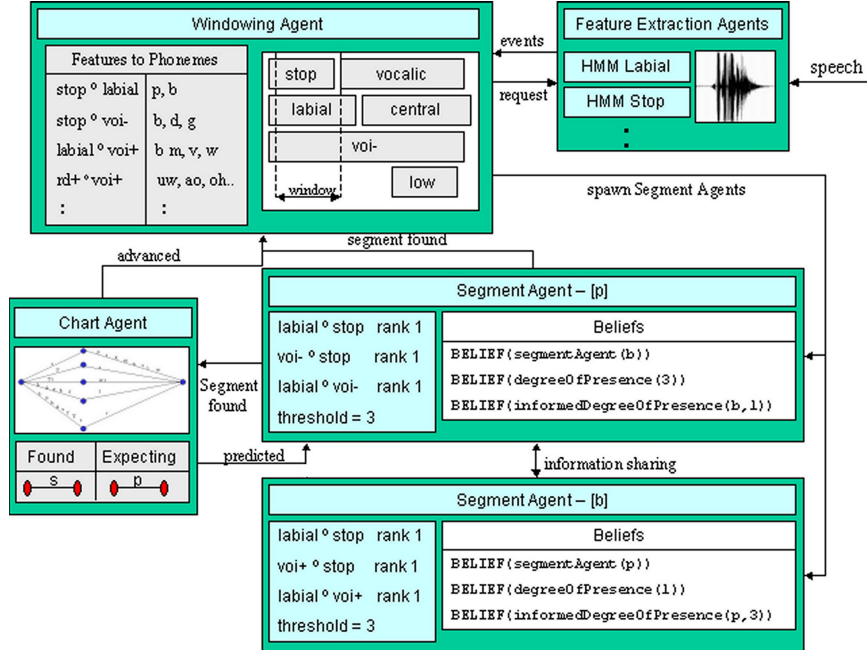 Windowing Agent
Features to Phonemes
stop º labial p, b
stop º voi- b, d, g
labial º voi+ b m, v, w
rd+ º voi+ uw, ao, oh..
: :
stop vocalic
labial central
voi-
low
window
events
request
Feature Extraction Agents
HMM Labial
HMM Stop
:
speech
spawn Segment Agents
advanced
segment found
Chart Agent
Found Expecting
s p
Segment
found
predicted
Segment Agent – [p]
labial º stop rank 1
voi- º stop rank 1
labial º voi- rank 1
threshold = 3
Beliefs
BELIEF(segmentAgent(b))
BELIEF(degreeOfPresence(3))
BELIEF(informedDegreeOfPresence(b,1))
information sharing
Segment Agent – [b]
labial º stop rank 1
voi+ º stop rank 1
labial º voi+ rank 1
threshold = 3
Beliefs
BELIEF(segmentAgent(p))
BELIEF(degreeOfPresence(1))
BELIEF(informedDegreeOfPresence(p,3))